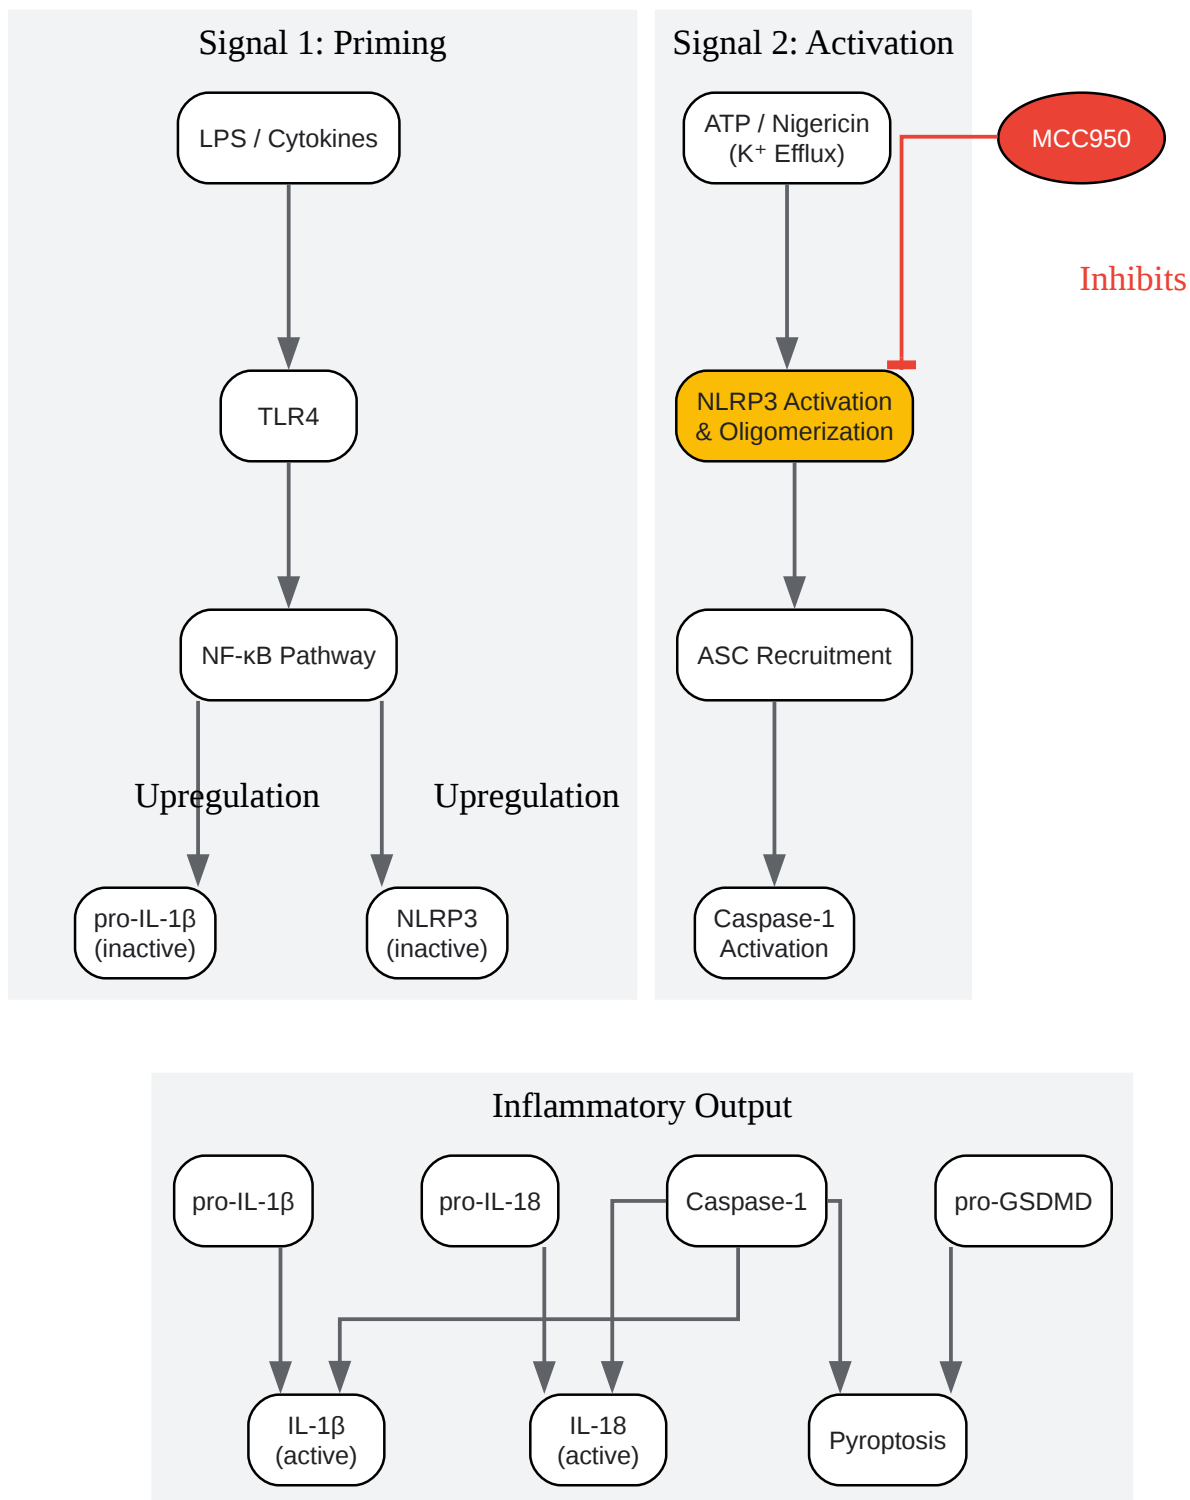 Signal 1: Priming
LPS / Cytokines
TLR4
NF-κB Pathway
Upregulation
Upregulation
pro-IL-1β
(inactive)
NLRP3
(inactive)
Signal 2: Activation
ATP / Nigericin
(K⁺ Efflux)
MCC950
Inhibits
NLRP3 Activation
& Oligomerization
ASC Recruitment
Caspase-1
Activation
Inflammatory Output
pro-IL-1β
pro-IL-18
Caspase-1
pro-GSDMD
IL-1β
(active)
IL-18
(active)
Pyroptosis